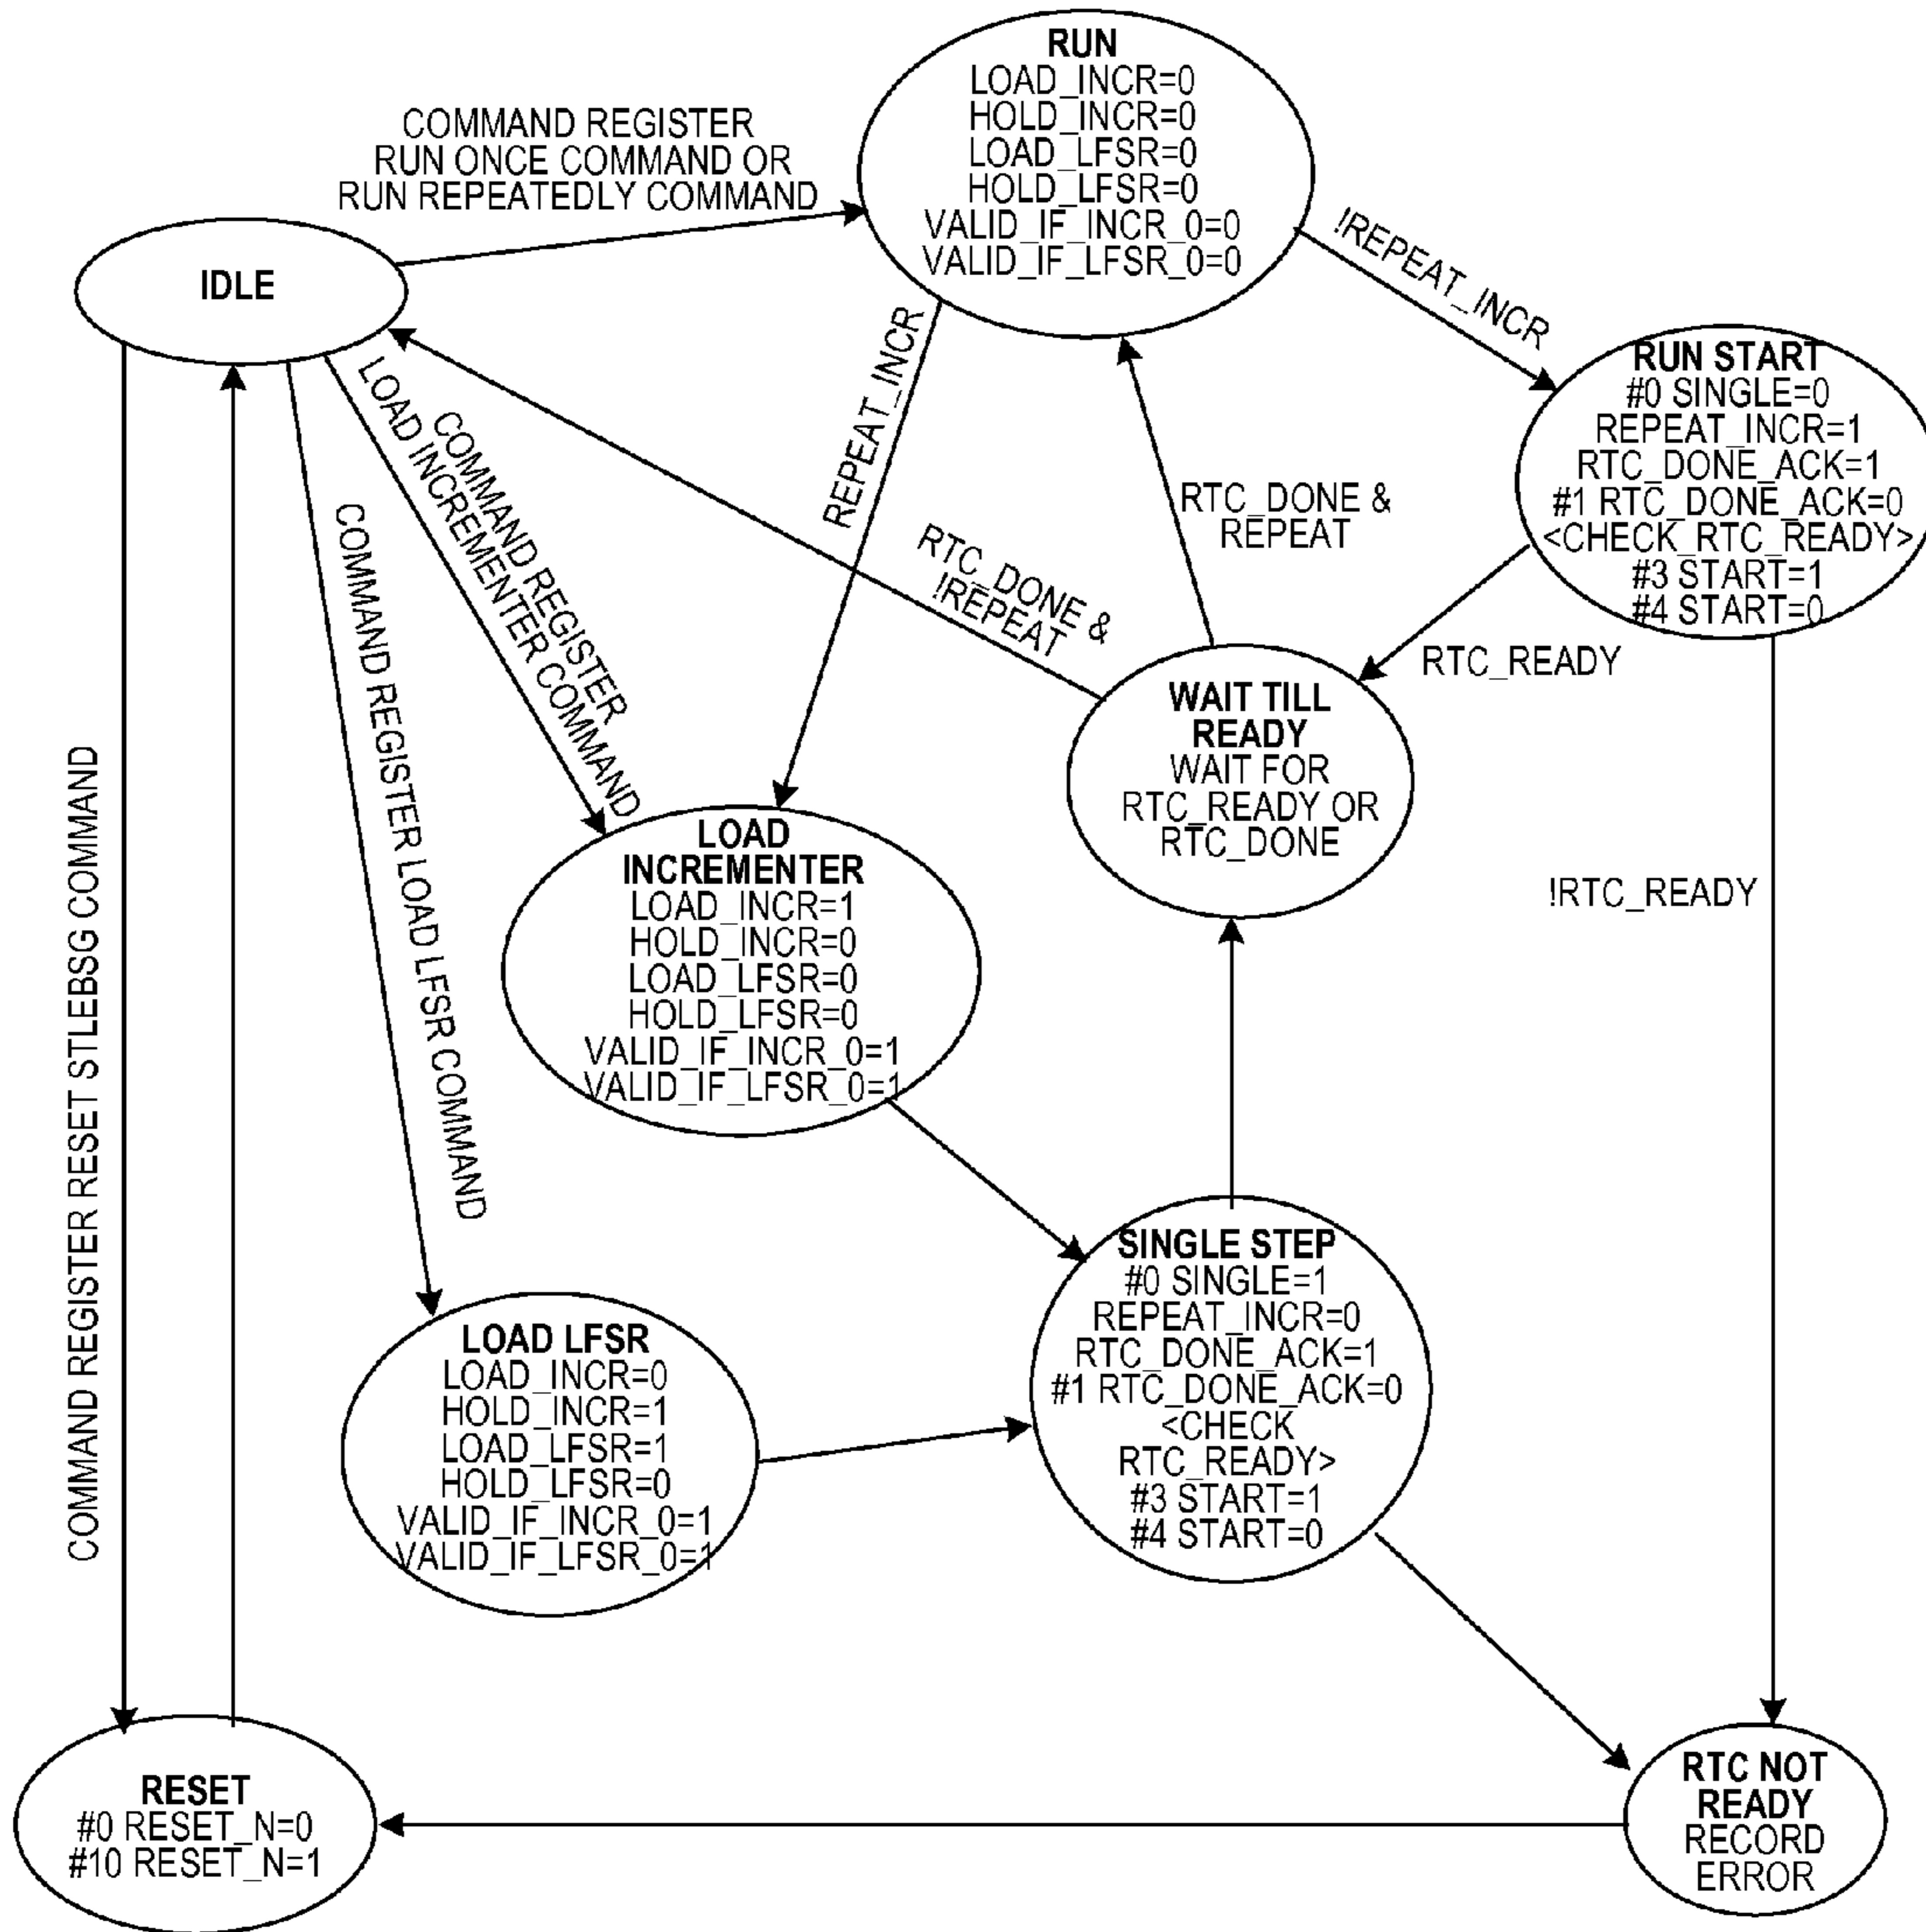 RUN
LOAD_INCR=0
HOLD_INCR=0
LOAD_LFSR=0
HOLD_LFSR=0
VALID_IF_INCR_0=0
VALID_IF_LFSR_0=0
COMMAND REGISTER
RUN ONCE COMMAND OR
RUN REPEATEDLY COMMAND
IDLE
!REPEAT_INCR
REPEAT_INCR
RUN START
#0 SINGLE=0
REPEAT_INCR=1
RTC_DONE_ACK=1
#1 RTC_DONE_ACK=0
<CHECK_RTC_READY>
#3 START=1
#4 START=0
COMMAND REGISTER
LOAD INCREMENTER COMMAND
COMMAND REGISTER LOAD LFSR COMMAND
RTC_DONE &
!REPEAT
RTC_DONE &
REPEAT
RTC_READY
WAIT TILL
READY
WAIT FOR
RTC_READY OR
RTC_DONE
!RTC_READY
COMMAND REGISTER RESET STLEBSG COMMAND
LOAD
INCREMENTER
LOAD_INCR=1
HOLD_INCR=0
LOAD_LFSR=0
HOLD_LFSR=0
VALID_IF_INCR_0=1
VALID_IF_LFSR_0=1
SINGLE STEP
#0 SINGLE=1
REPEAT_INCR=0
RTC_DONE_ACK=1
#1 RTC_DONE_ACK=0
<CHECK
RTC_READY>
#3 START=1
#4 START=0
LOAD LFSR
LOAD_INCR=0
HOLD_INCR=1
LOAD_LFSR=1
HOLD_LFSR=0
VALID_IF_INCR_0=1
VALID_IF_LFSR_0=1
RESET
#0 RESET_N=0
#10 RESET_N=1
RTC NOT
READY
RECORD
ERROR